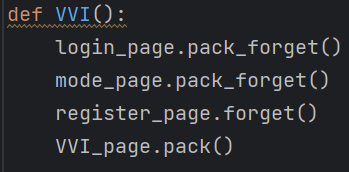 def VVI():
    login_page.pack_forget()
    mode_page.pack_forget()
    register_page.forget()
    VVI_page.pack()